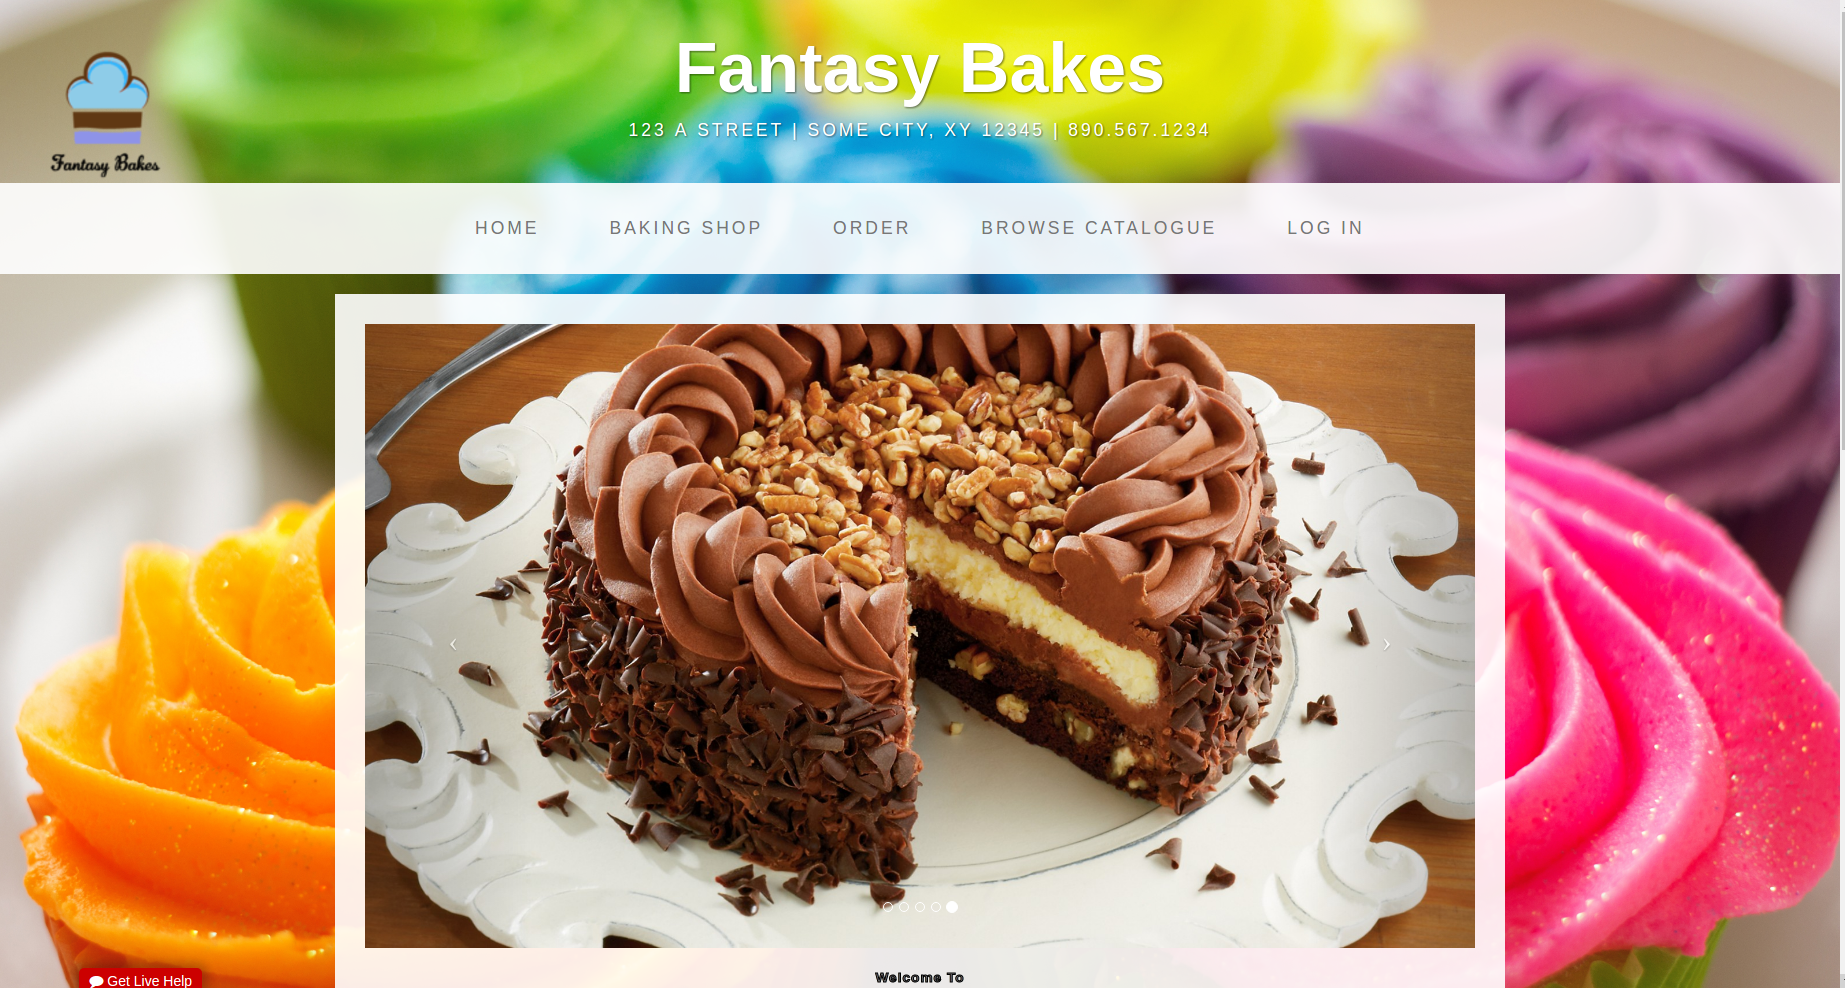 Fantasy Bakes
Fantasy Bakes
123 A STREET | SOME CITY, XY 12345 | 890.567.1234
HOME BAKING SHOP ORDER BROWSE CATALOGUE LOG IN
Welcome To
Get Live Help